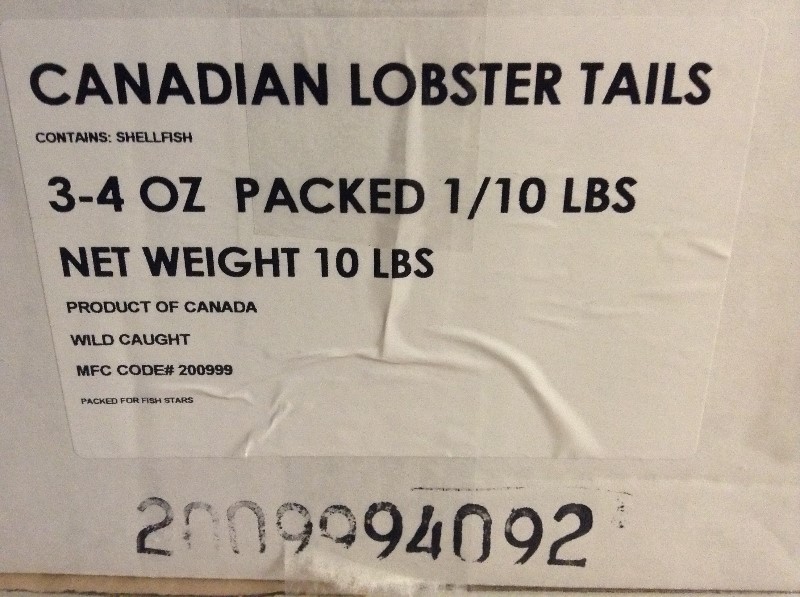 CANADIAN LOBSTER TAILS
CONTAINS: SHELLFISH
3-4 OZ PACKED 1/10 LBS
NET WEIGHT 10 LBS
PRODUCT OF CANADA
WILD CAUGHT
MFC CODE# 200999
PACKED FOR FISH STARS
2009994092